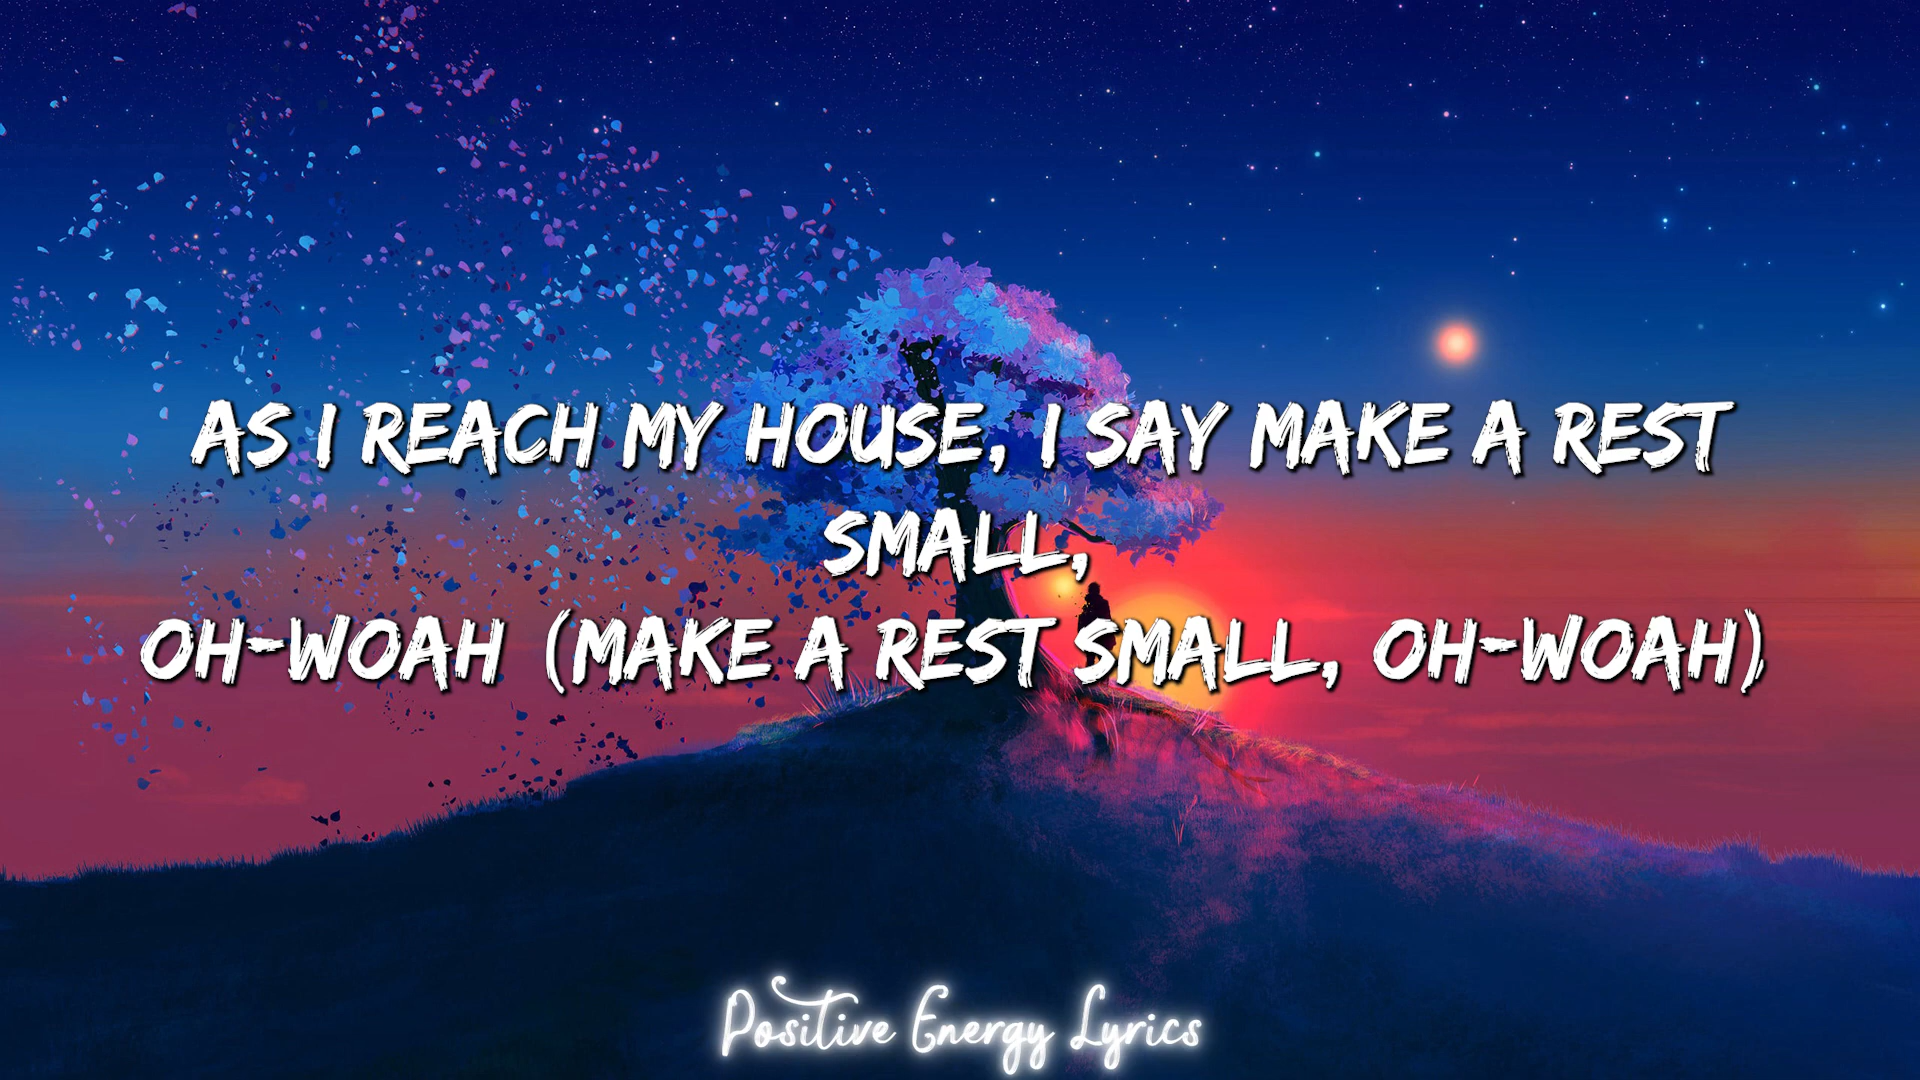 AS I REACH MY HOUSE, I SAY MAKE A REST
SMALL,
OH-WOAH (MAKE A REST SMALL, OH-WOAH)
Positive Energy Lyrics